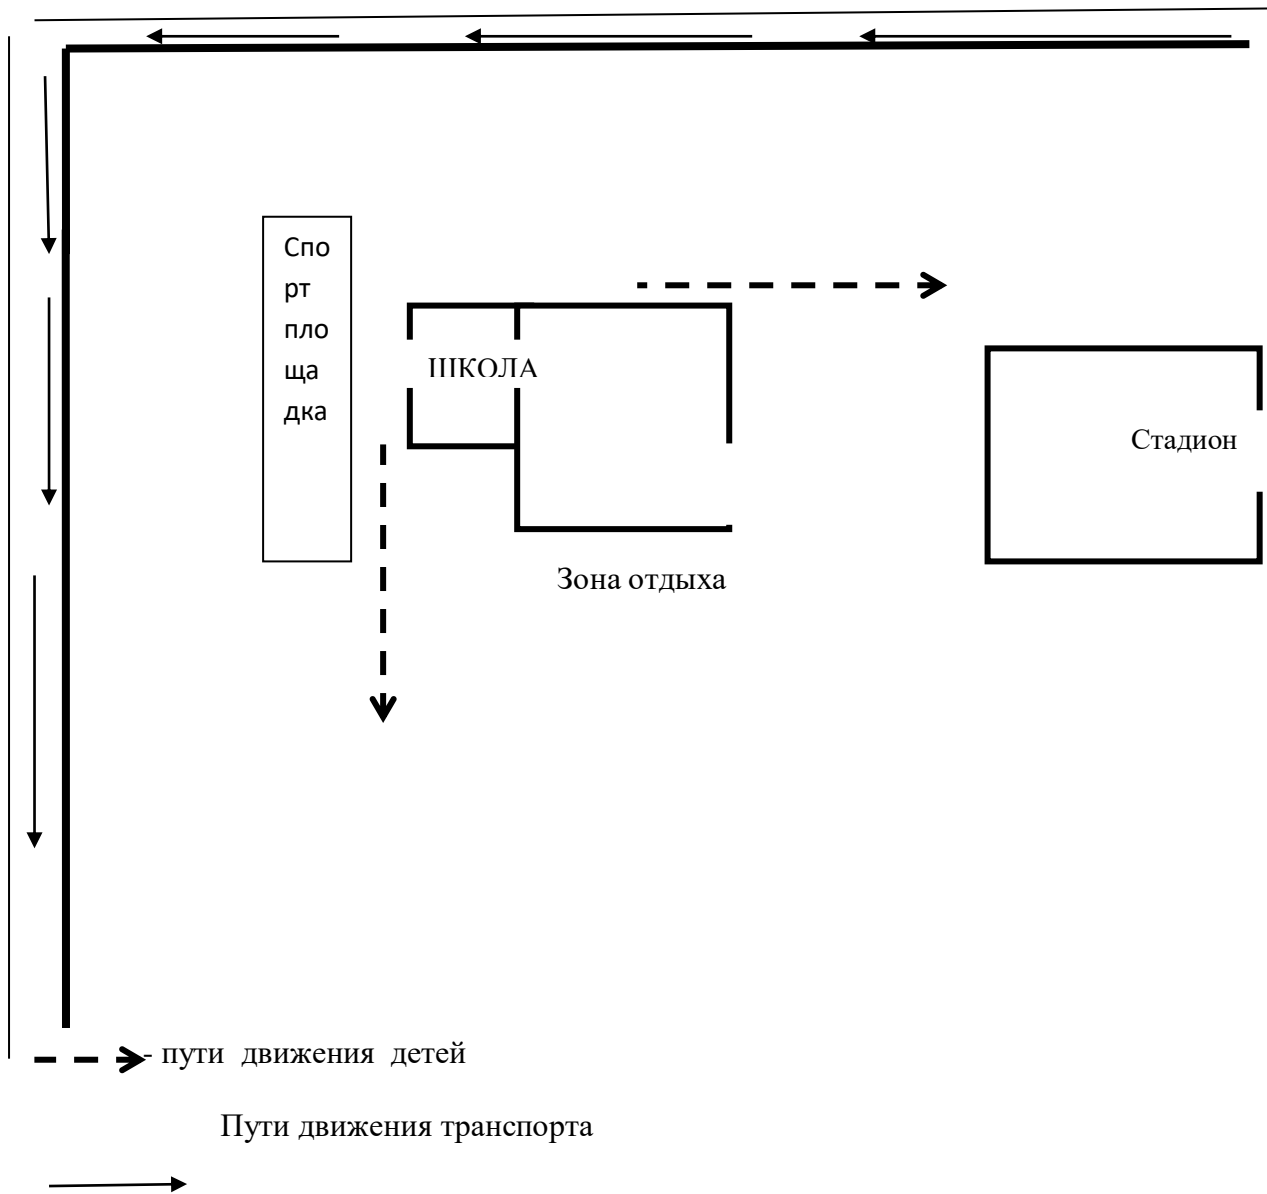 Спо
рт
пло
ща
дка
ШКОЛА
Стадион
Зона отдыха
- пути движения детей
Пути движения транспорта